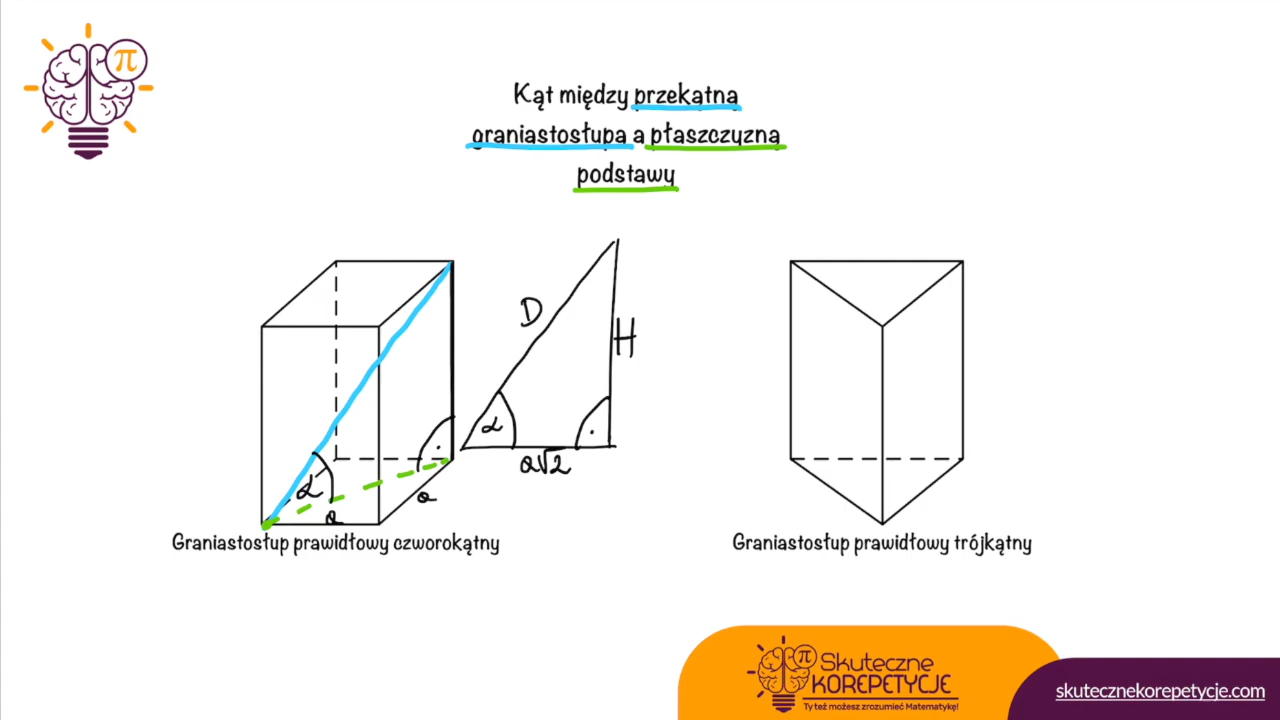 π
Kąt między przekątną
graniastosłupa a płaszczyzną
podstawy
D
H
α
a√2
α
a
a
Graniastosłup prawidłowy czworokątny
Graniastosłup prawidłowy trójkątny
π
Skuteczne
KOREPETYCJE
Ty też możesz zrozumieć Matematykę!
skutecznekorepetycje.com